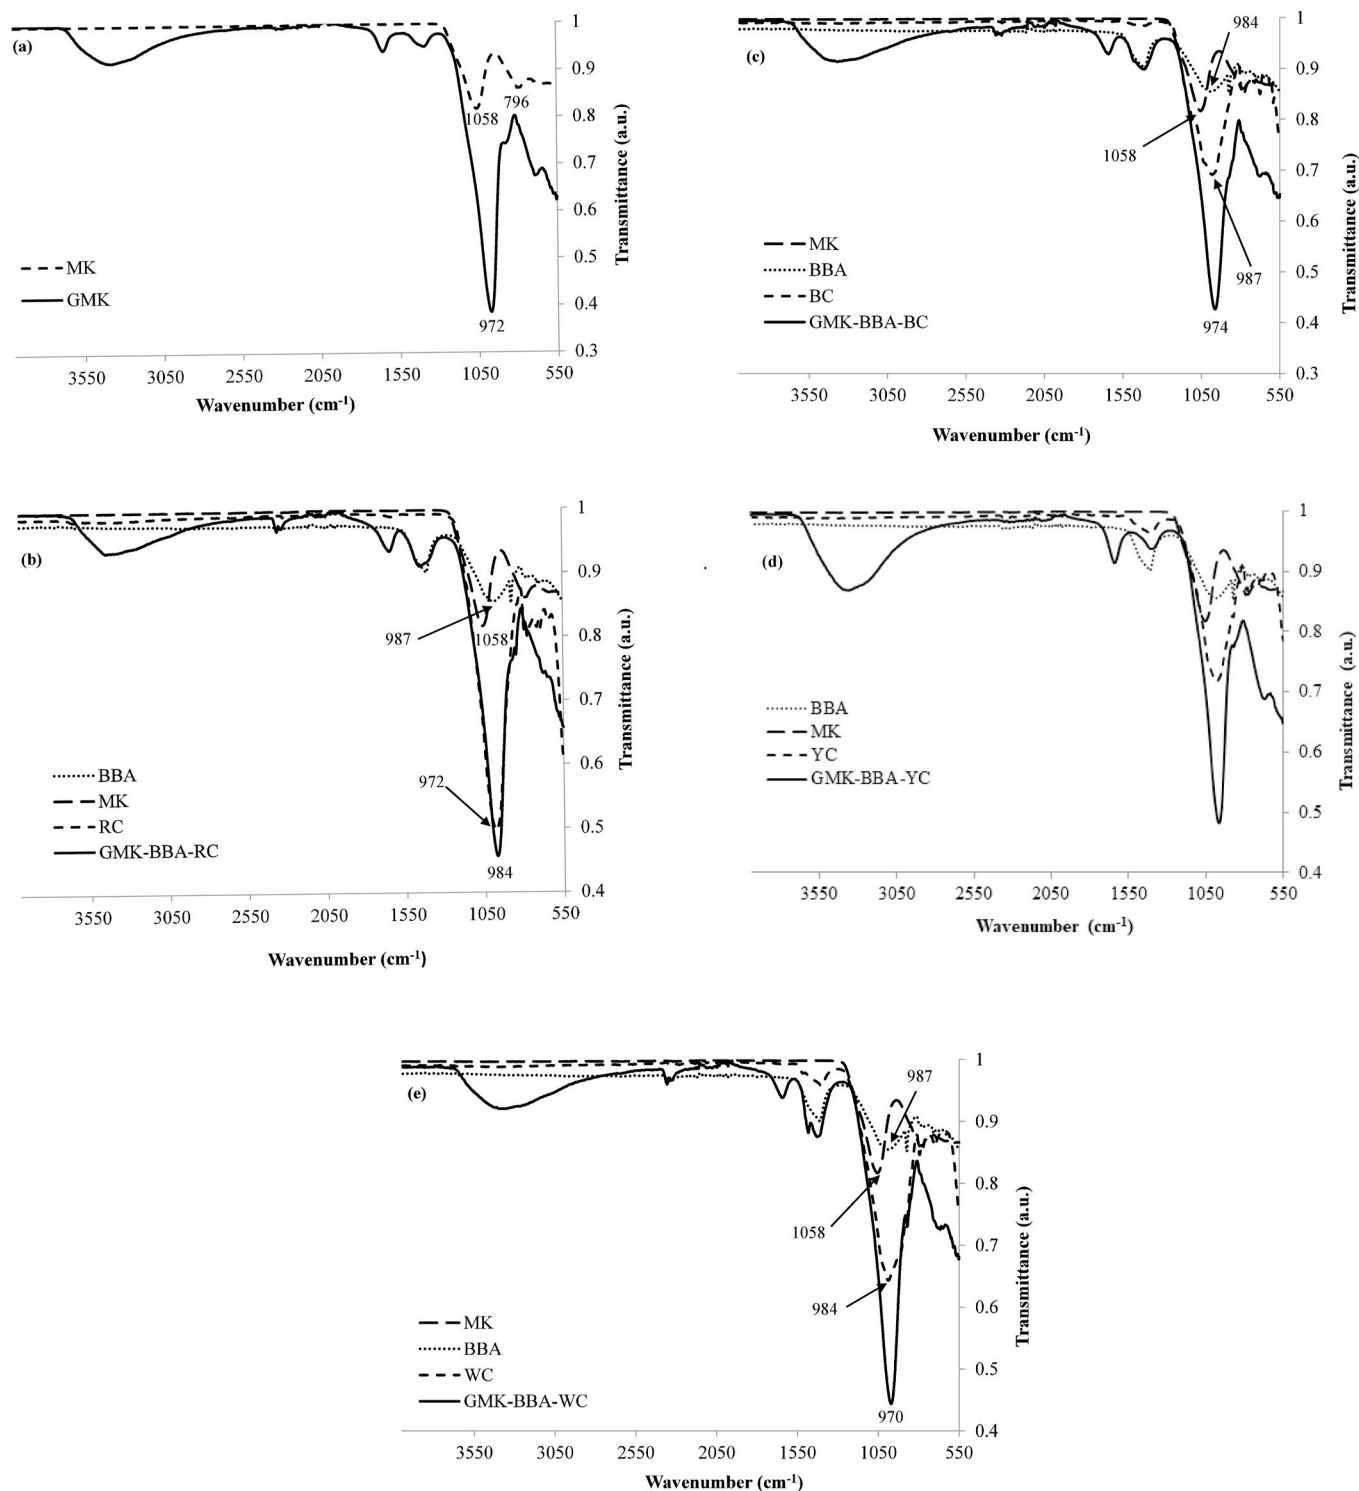 (a)
1
0.9
0.8
0.7
0.6
0.5
0.4
0.3
Transmittance (a.u.)
1058
796
972
MK
GMK
3550 3050 2550 2050 1550 1050 550
Wavenumber (cm-1)
(c)
1
0.9
0.8
0.7
0.6
0.5
0.4
0.3
Transmittance (a.u.)
984
1058
987
974
MK
BBA
BC
GMK-BBA-BC
3550 3050 2550 2050 1550 1050 550
Wavenumber (cm-1)
(b)
1
0.9
0.8
0.7
0.6
0.5
0.4
Transmittance (a.u.)
987
1058
972
984
BBA
MK
RC
GMK-BBA-RC
3550 3050 2550 2050 1550 1050 550
Wavenumber (cm-1)
(d)
1
0.9
0.8
0.7
0.6
0.5
0.4
Transmittance (a.u.)
BBA
MK
YC
GMK-BBA-YC
3550 3050 2550 2050 1550 1050 550
Wavenumber (cm-1)
(e)
1
0.9
0.8
0.7
0.6
0.5
0.4
Transmittance (a.u.)
987
1058
984
970
MK
BBA
WC
GMK-BBA-WC
3550 3050 2550 2050 1550 1050 550
Wavenumber (cm-1)